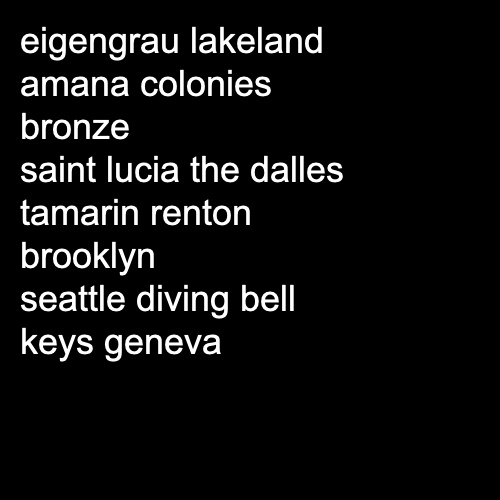 eigengrau lakeland
amana colonies
bronze
saint lucia the dalles
tamarin renton
brooklyn
seattle diving bell
keys geneva